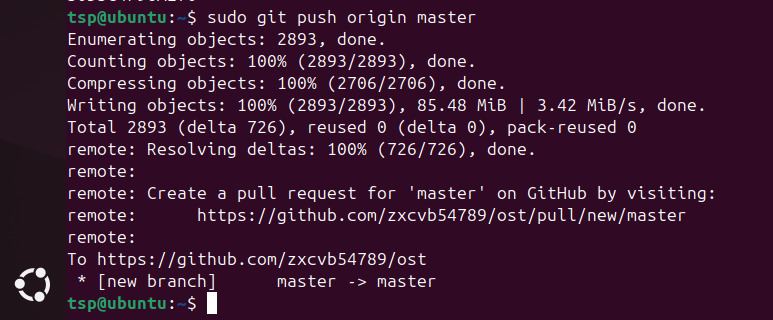 tsp@ubuntu:~$ sudo git push origin master
Enumerating objects: 2893, done.
Counting objects: 100% (2893/2893), done.
Compressing objects: 100% (2706/2706), done.
Writing objects: 100% (2893/2893), 85.48 MiB | 3.42 MiB/s, done.
Total 2893 (delta 726), reused 0 (delta 0), pack-reused 0
remote: Resolving deltas: 100% (726/726), done.
remote:
remote: Create a pull request for 'master' on GitHub by visiting:
remote:      https://github.com/zxcvb54789/ost/pull/new/master
remote:
To https://github.com/zxcvb54789/ost
 * [new branch]      master -> master
tsp@ubuntu:~$